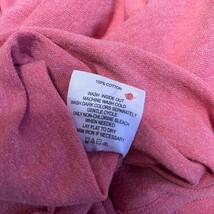 100% COTTON
WASH INSIDE OUT
MACHINE WASH COLD
WASH DARK COLORS SEPARATELY
GENTLE CYCLE
ONLY NON-CHLORINE BLEACH
WHEN NEEDED
LAY FLAT TO DRY
WARM IRON IF NECESSARY